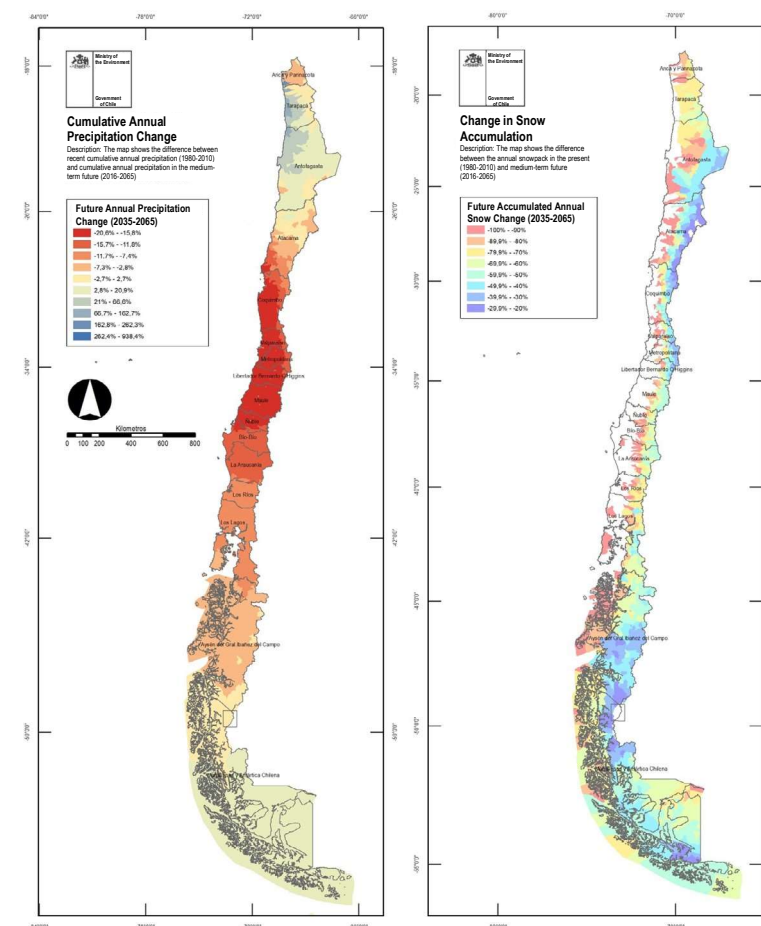 Ministry of
the Environment
Government
of Chile
Cumulative Annual
Precipitation Change
Description: The map shows the difference between
recent cumulative annual precipitation (1980-2010)
and cumulative annual precipitation in the medium-
term future (2016-2065)
Future Annual Precipitation
Change (2035-2065)
-20,6% - -15,8%
-15,7% - -11,8%
-11,7% - -7,4%
-7,3% - -2,8%
-2,7% - 2,7%
2,8% - 20,9%
21% - 66,6%
66,7% - 162,7%
162,8% - 262,3%
262,4% - 938,4%
Kilometros
0 100 200 400 600 800
Arica y Parinacota
Tarapacá
Antofagasta
Atacama
Coquimbo
Valparaíso
Metropolitana
Libertador Bernardo O'Higgins
Maule
Ñuble
Bío-Bío
La Araucanía
Los Ríos
Los Lagos
Aysén del Gral Ibañez del Campo
Antártica Chilena
Ministry of
the Environment
Government
of Chile
Change in Snow
Accumulation
Description: The map shows the difference
between the annual snowpack in the present
(1980-2010) and medium-term future
(2016-2065)
Future Accumulated Annual
Snow Change (2035-2065)
-100% - -90%
-89,9% - -80%
-79,9% - -70%
-69,9% - -60%
-59,9% - -50%
-49,9% - -40%
-39,9% - -30%
-29,9% - -20%
Arica y Parinacota
Tarapacá
Antofagasta
Atacama
Coquimbo
Valparaíso
Metropolitana
Libertador Bernardo O'Higgins
Maule
Ñuble
Bío-Bío
La Araucanía
Los Ríos
Los Lagos
Aysén del Gral Ibañez del Campo
Antártica Chilena